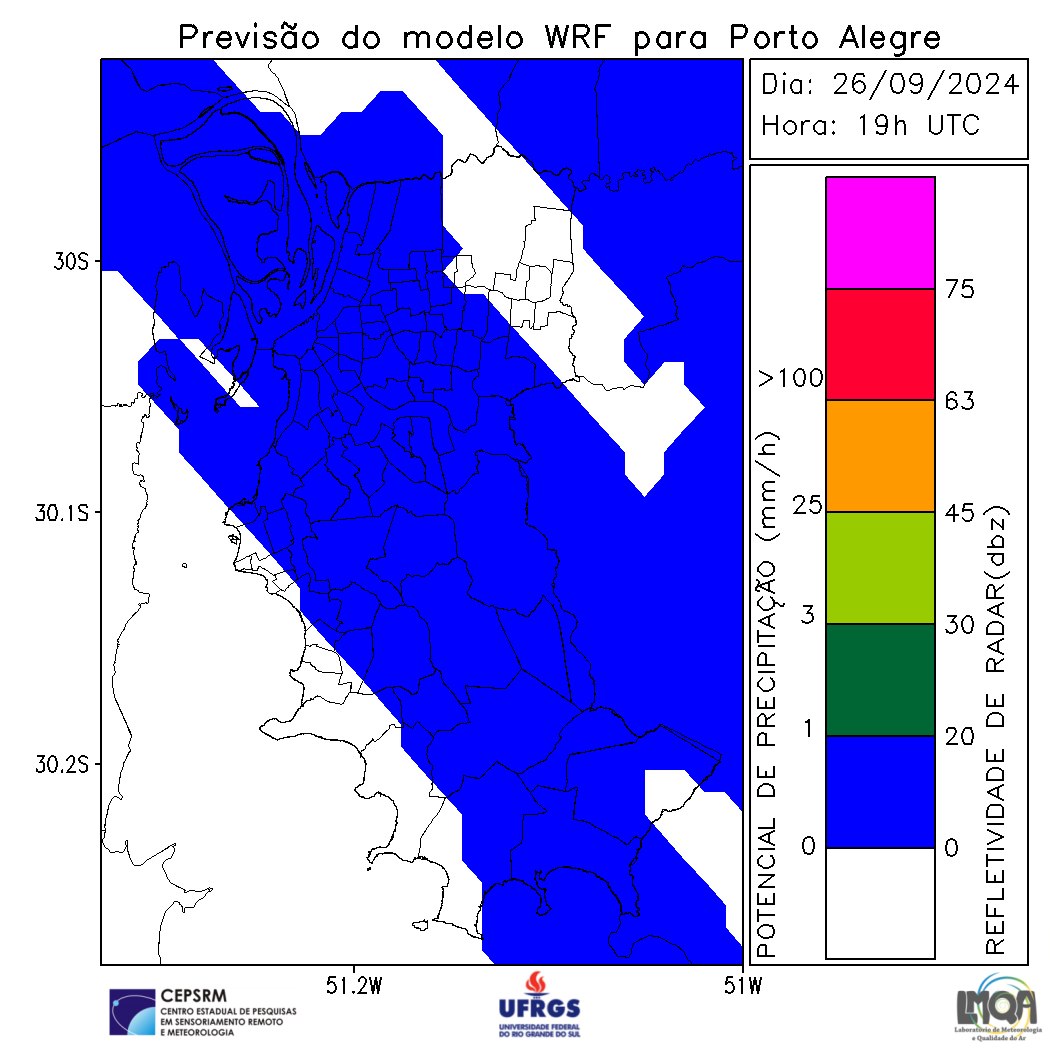 Previsão do modelo WRF para Porto Alegre
Dia: 26/09/2024
Hora: 19h UTC
30S
30.1S
30.2S
51.2W
51W
POTENCIAL DE PRECIPITAÇÃO (mm/h)
>100
25
3
1
0
75
63
45
30
20
0
REFLETIVIDADE DE RADAR(dbz)
CEPSRM
CENTRO ESTADUAL DE PESQUISAS
EM SENSORIAMENTO REMOTO
E METEOROLOGIA
UFRGS
UNIVERSIDADE FEDERAL
DO RIO GRANDE DO SUL
LMQA
Laboratório de Meteorologia
e Qualidade do Ar